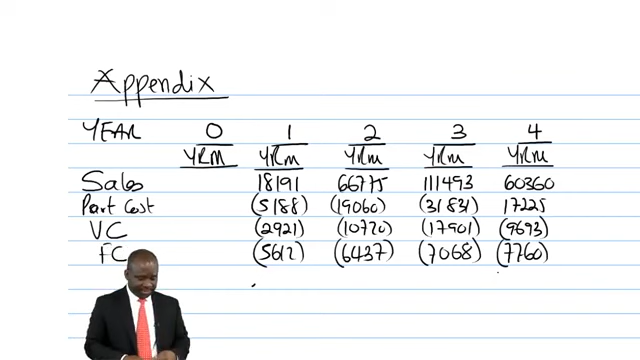 Appendix
YEAR 0 1 2 3 4
YRM YRM YRM YRM YRM
Sales 18191 66775 111493 60360
Part Cost (5188) (19060) (31831) 17225
VC (2921) (10720) (17901) (9693)
FC (5612) (6437) (7068) (7760)